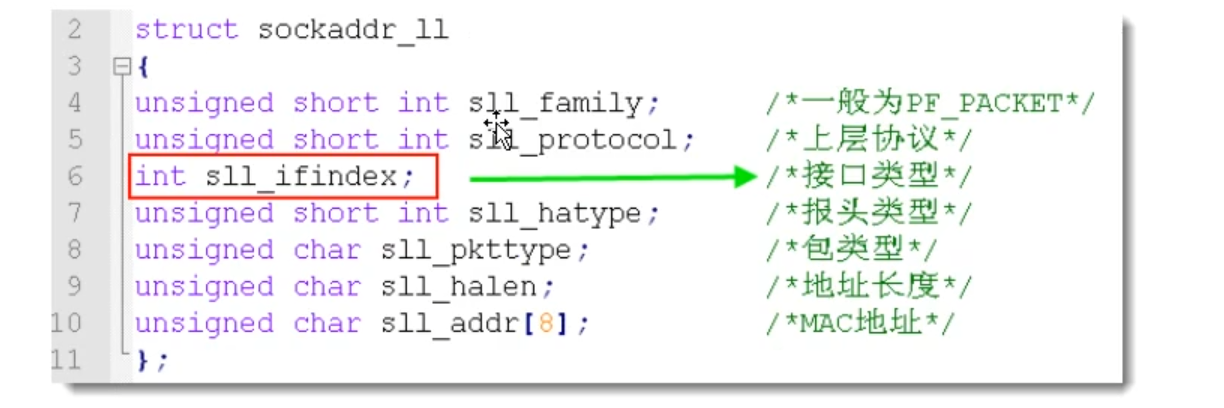 2 struct sockaddr_ll
3 {
4 unsigned short int sll_family; /*一般为PF_PACKET*/
5 unsigned short int sll_protocol; /*上层协议*/
6 int sll_ifindex; /*接口类型*/
7 unsigned short int sll_hatype; /*报头类型*/
8 unsigned char sll_pkttype; /*包类型*/
9 unsigned char sll_halen; /*地址长度*/
10 unsigned char sll_addr[8]; /*MAC地址*/
11 };